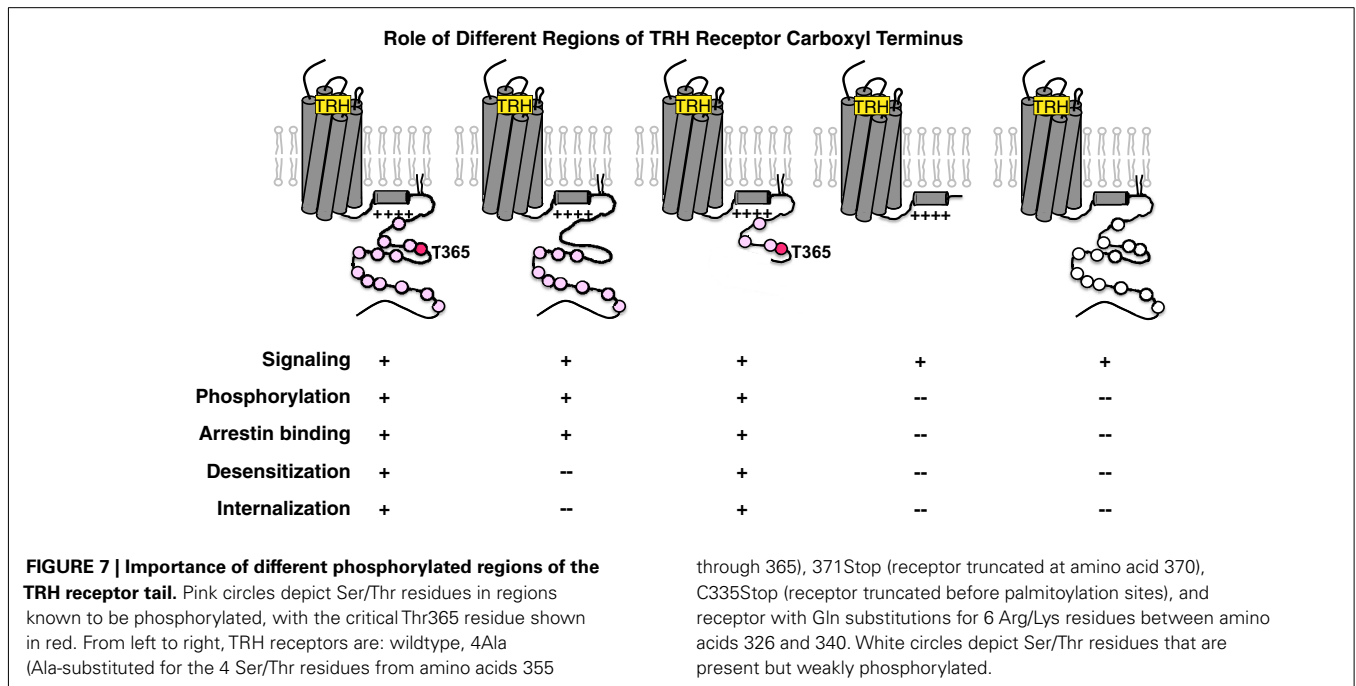 Role of Different Regions of TRH Receptor Carboxyl Terminus
TRH TRH TRH TRH TRH
++++ ++++ ++++ ++++
T365 T365
Signaling + + + + +
Phosphorylation + + + -- --
Arrestin binding + + + -- --
Desensitization + -- + -- --
Internalization + -- + -- --
FIGURE 7 | Importance of different phosphorylated regions of the
TRH receptor tail. Pink circles depict Ser/Thr residues in regions
known to be phosphorylated, with the critical Thr365 residue shown
in red. From left to right, TRH receptors are: wildtype, 4Ala
(Ala-substituted for the 4 Ser/Thr residues from amino acids 355
through 365), 371Stop (receptor truncated at amino acid 370),
C335Stop (receptor truncated before palmitoylation sites), and
receptor with Gln substitutions for 6 Arg/Lys residues between amino
acids 326 and 340. White circles depict Ser/Thr residues that are
present but weakly phosphorylated.